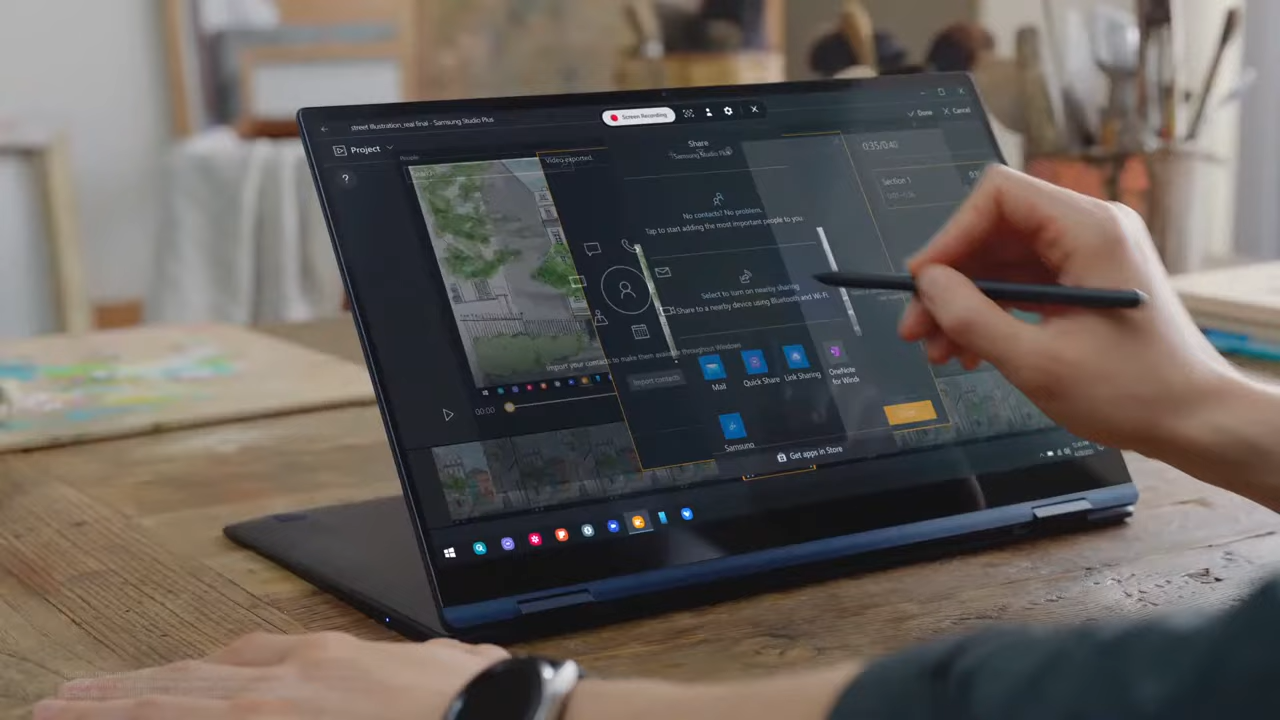 street Illustration_real final - Samsung Studio Plus
Screen Recording
Done
Cancel
Project
Video exported.
Share
Samsung Studio Plus
0:35/0:40
Section 1
No contacts? No problem.
Tap to start adding the most important people to you
Select to turn on nearby sharing
Share to a nearby device using Bluetooth and Wi-Fi.
Import your contacts to make them available throughout Windows
Import contacts
Mail
Quick Share
Link Sharing
OneNote
for Wind
00:00
Samsung
Get apps in Store